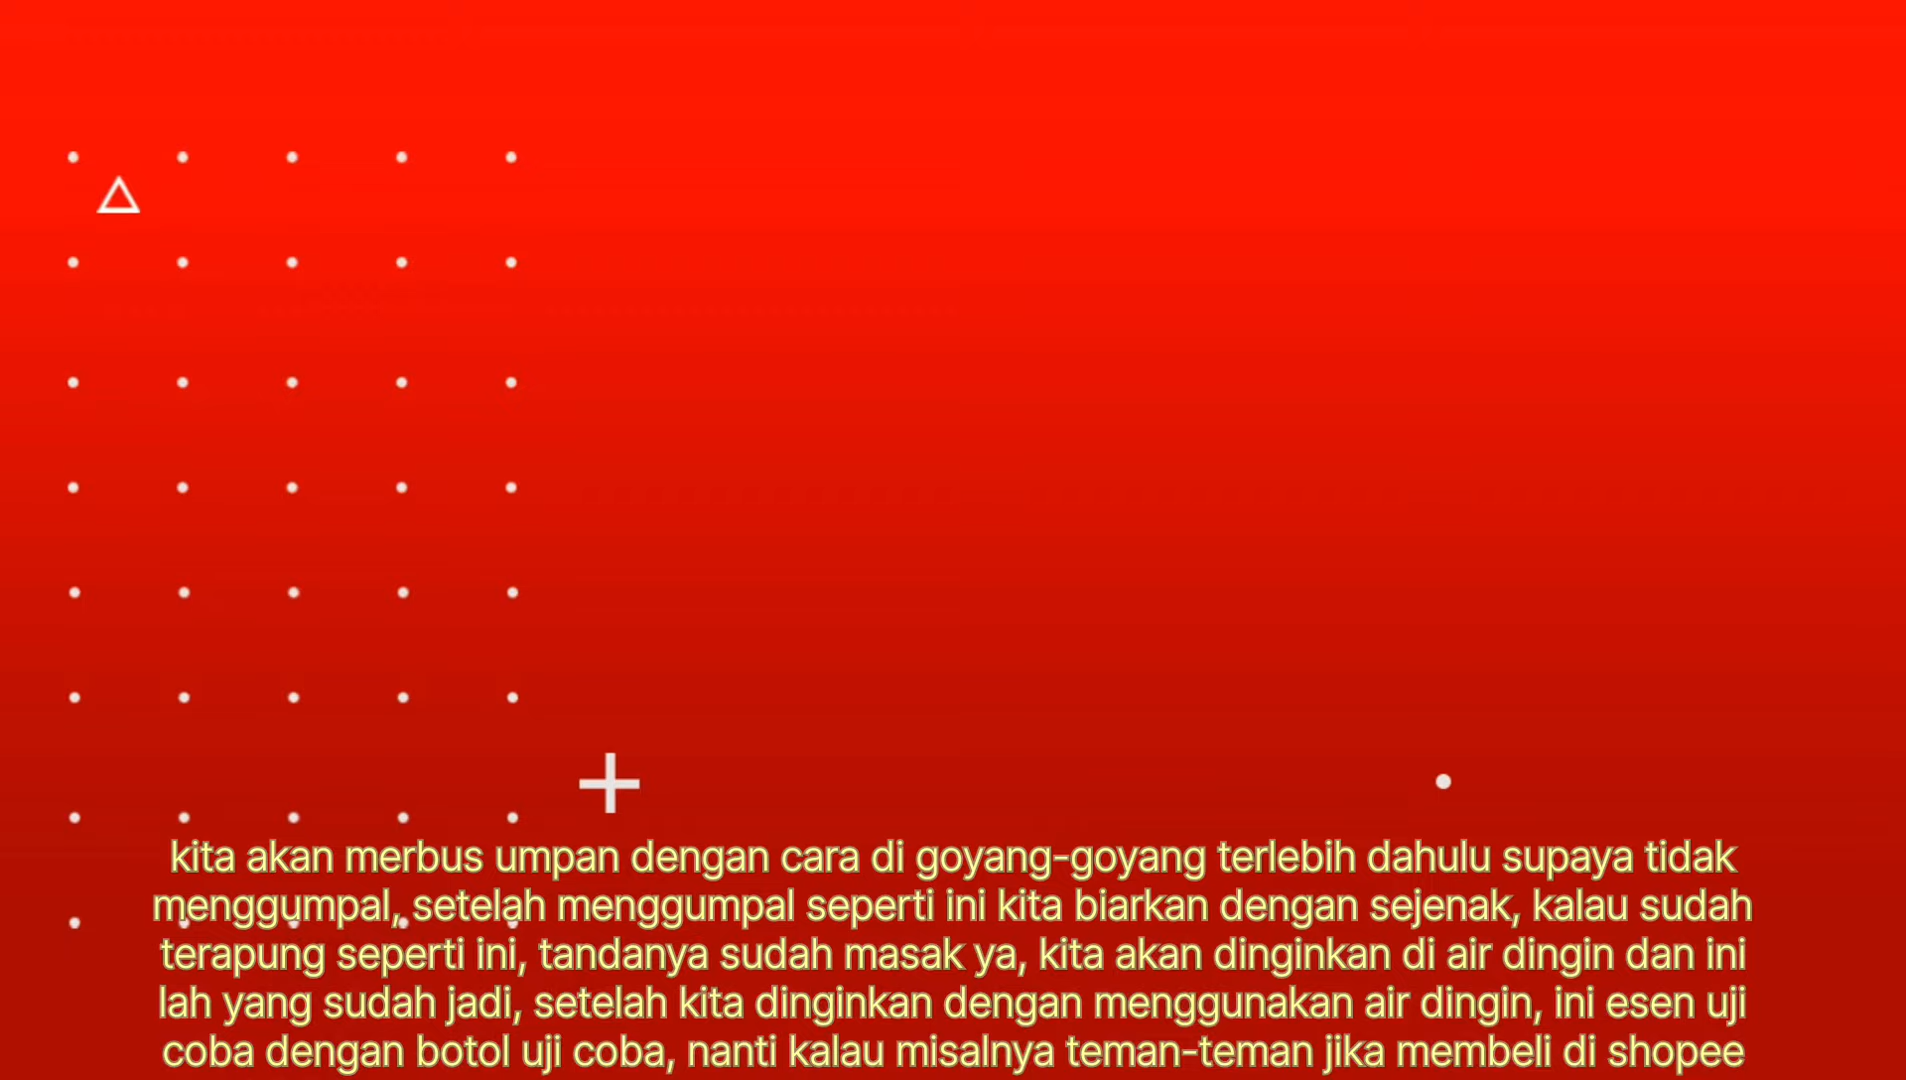 kita akan merbus umpan dengan cara di goyang-goyang terlebih dahulu supaya tidak
menggumpal, setelah menggumpal seperti ini kita biarkan dengan sejenak, kalau sudah
terapung seperti ini, tandanya sudah masak ya, kita akan dinginkan di air dingin dan ini
lah yang sudah jadi, setelah kita dinginkan dengan menggunakan air dingin, ini esen uji
coba dengan botol uji coba, nanti kalau misalnya teman-teman jika membeli di shopee